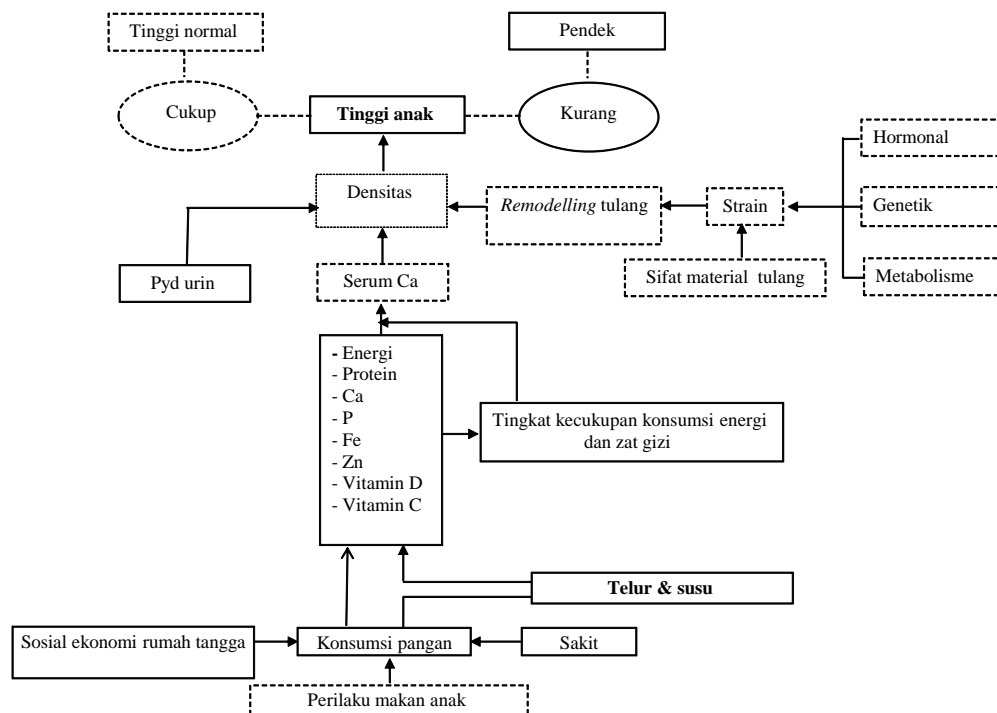 Tinggi normal
Pendek
Cukup
Tinggi anak
Kurang
Hormonal
Densitas
Remodelling tulang
Strain
Genetik
Pyd urin
Serum Ca
Sifat material tulang
Metabolisme
- Energi
- Protein
- Ca
- P
- Fe
- Zn
- Vitamin D
- Vitamin C
Tingkat kecukupan konsumsi energi
dan zat gizi
Telur & susu
Sosial ekonomi rumah tangga
Konsumsi pangan
Sakit
Perilaku makan anak